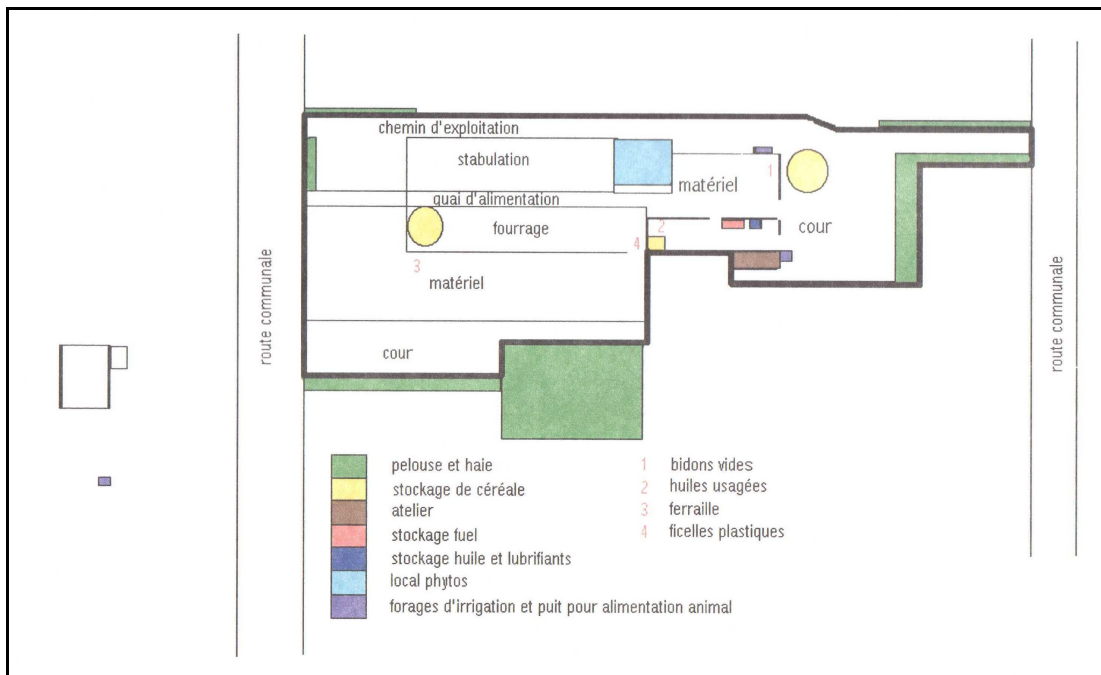 chemin d'exploitation
stabulation
matériel
1
quai d'alimentation
fourrage
2
cour
4
3
matériel
route communale
route communale
cour
pelouse et haie
stockage de céréale
atelier
stockage fuel
stockage huile et lubrifiants
local phytos
forages d'irrigation et puit pour alimentation animal
1 bidons vides
2 huiles usagées
3 ferraille
4 ficelles plastiques